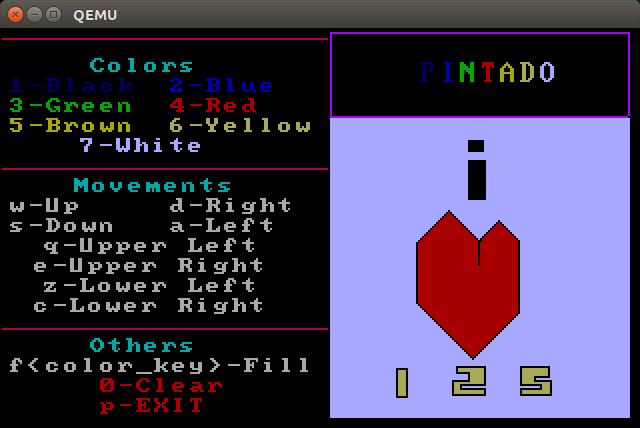 QEMU
Colors
1-Black 2-Blue
3-Green 4-Red
5-Brown 6-Yellow
7-White
Movements
w-Up d-Right
s-Down a-Left
q-Upper Left
e-Upper Right
z-Lower Left
c-Lower Right
Others
f<color_key>-Fill
0-Clear
p-EXIT
PINTADO
i
1 2 5